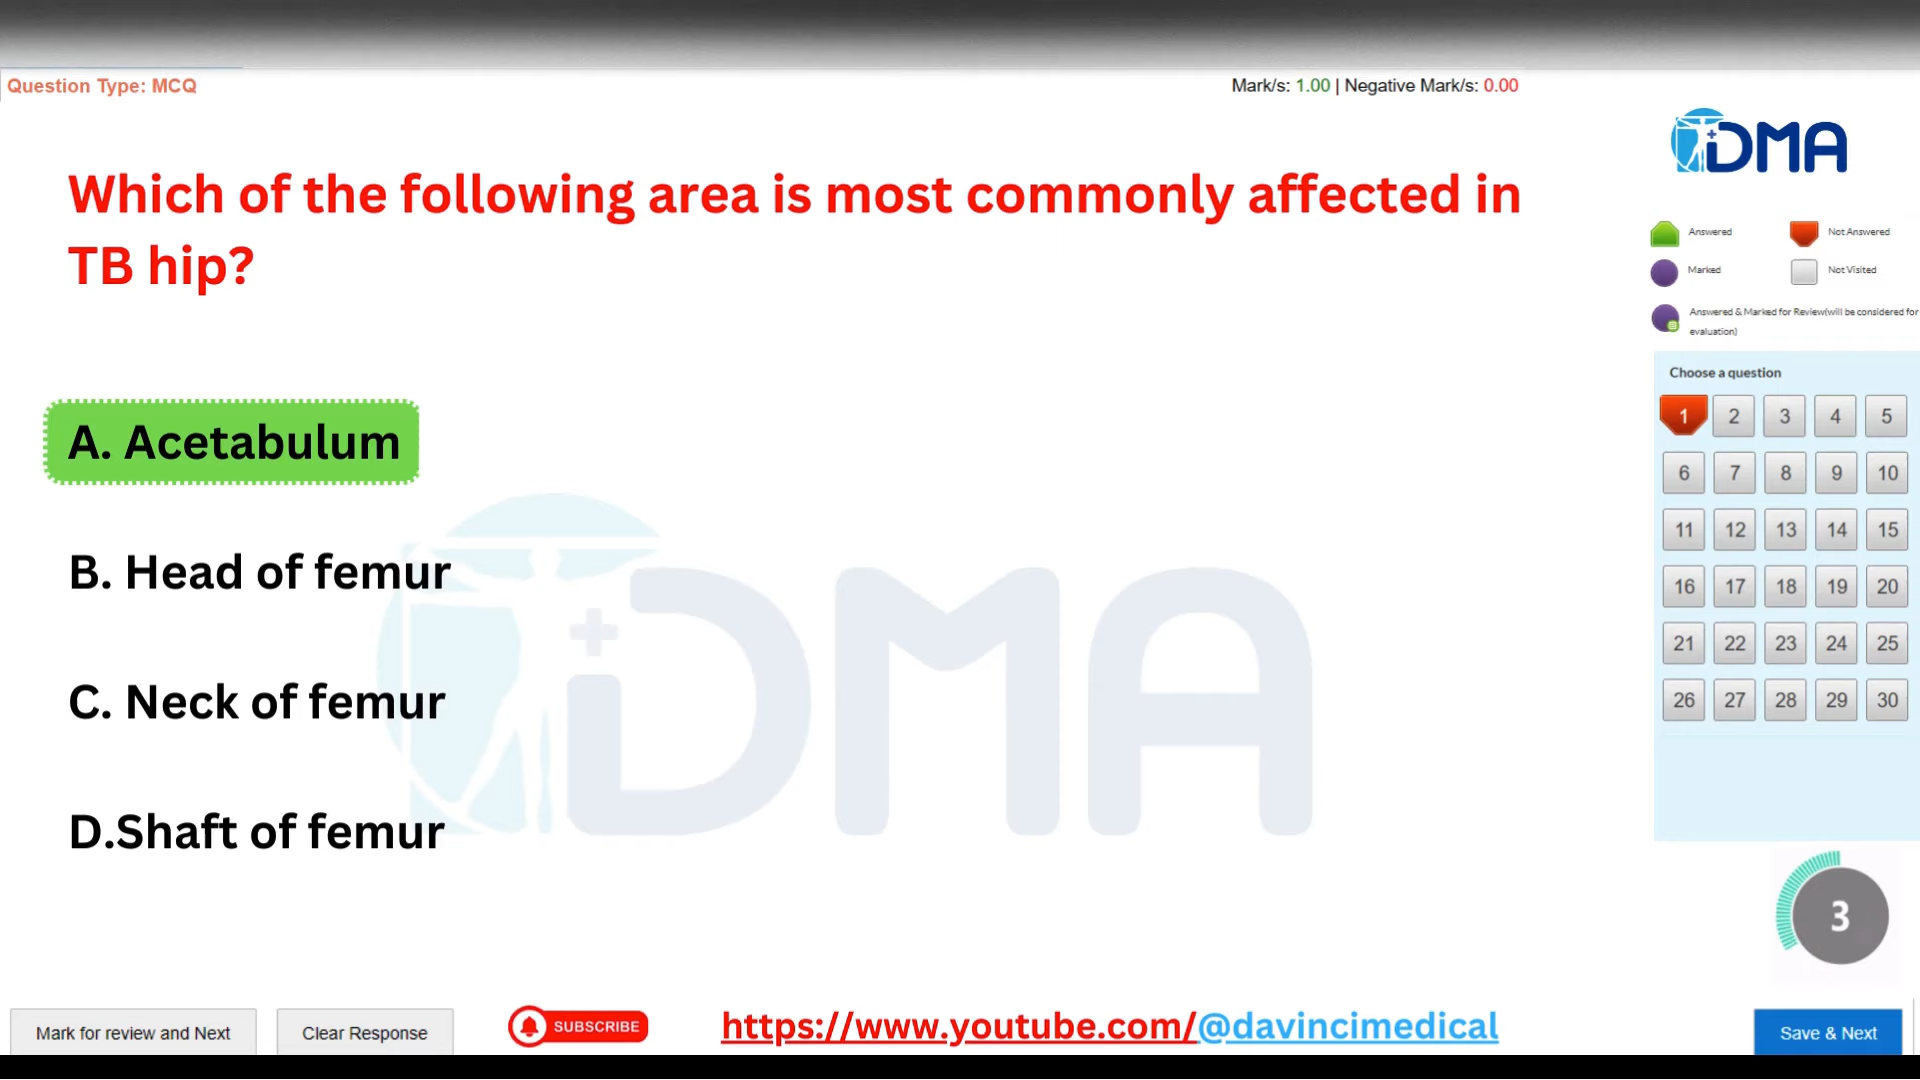 Question Type: MCQ
Mark/s: 1.00 | Negative Mark/s: 0.00
DMA
Which of the following area is most commonly affected in
TB hip?
Answered
Not Answered
Marked
Not Visited
Answered & Marked for Review(will be considered for
evaluation)
Choose a question
1 2 3 4 5
6 7 8 9 10
11 12 13 14 15
16 17 18 19 20
21 22 23 24 25
26 27 28 29 30
A. Acetabulum
B. Head of femur
C. Neck of femur
D.Shaft of femur
DMA
3
Mark for review and Next
Clear Response
SUBSCRIBE
https://www.youtube.com/@davincimedical
Save & Next